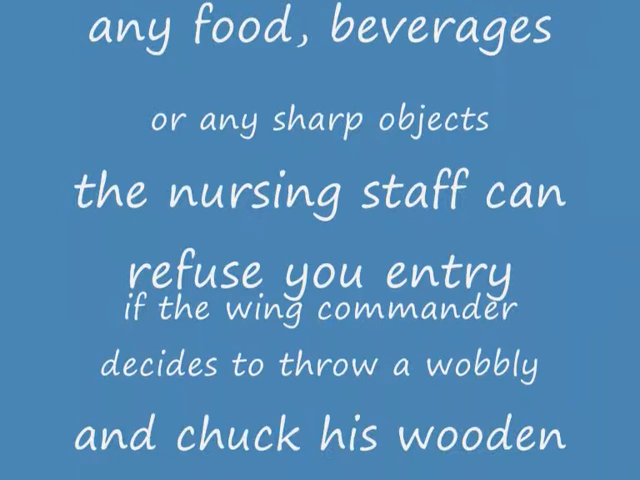 any food, beverages
or any sharp objects
the nursing staff can
refuse you entry
if the wing commander
decides to throw a wobbly
and chuck his wooden